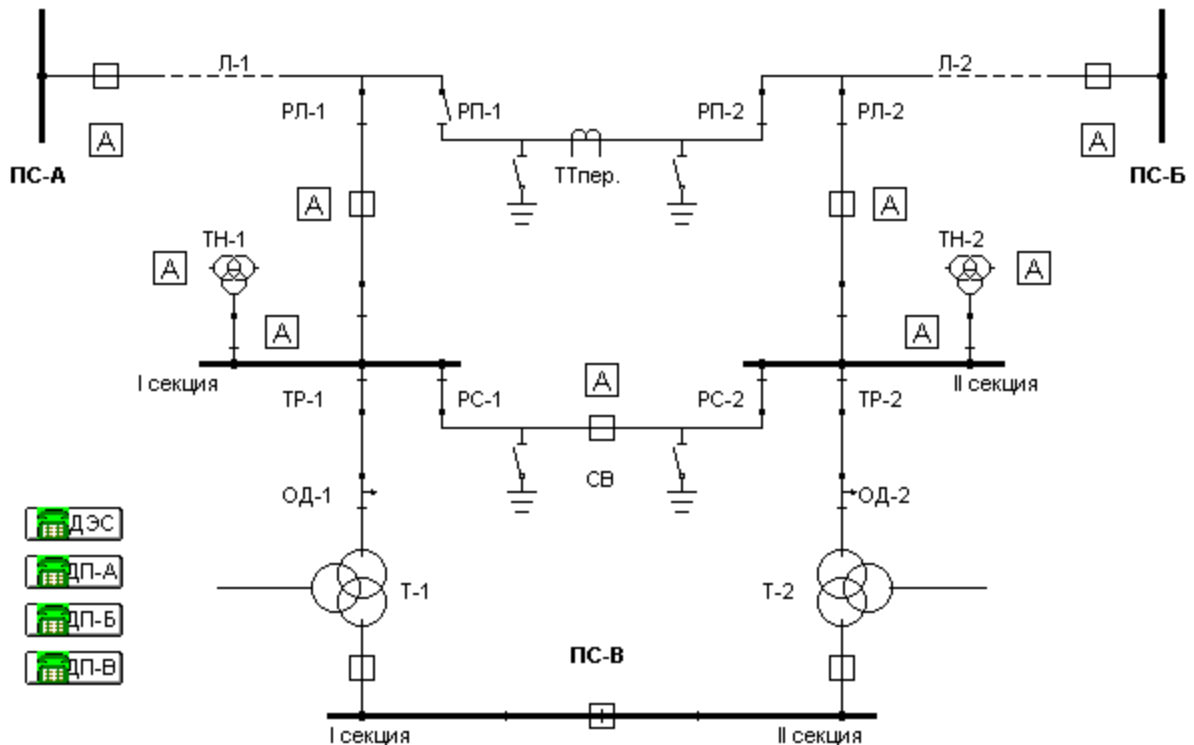 Л-1
Л-2
РЛ-1
РП-1
РП-2
РЛ-2
А
А
ПС-А
ТТпер.
ПС-Б
А
А
ТН-1
ТН-2
А
А
А
А
I секция
А
II секция
ТР-1
РС-1
РС-2
ТР-2
СВ
ОД-1
ОД-2
ДЭС
ДП-А
Т-1
Т-2
ДП-Б
ДП-В
ПС-В
I секция
II секция